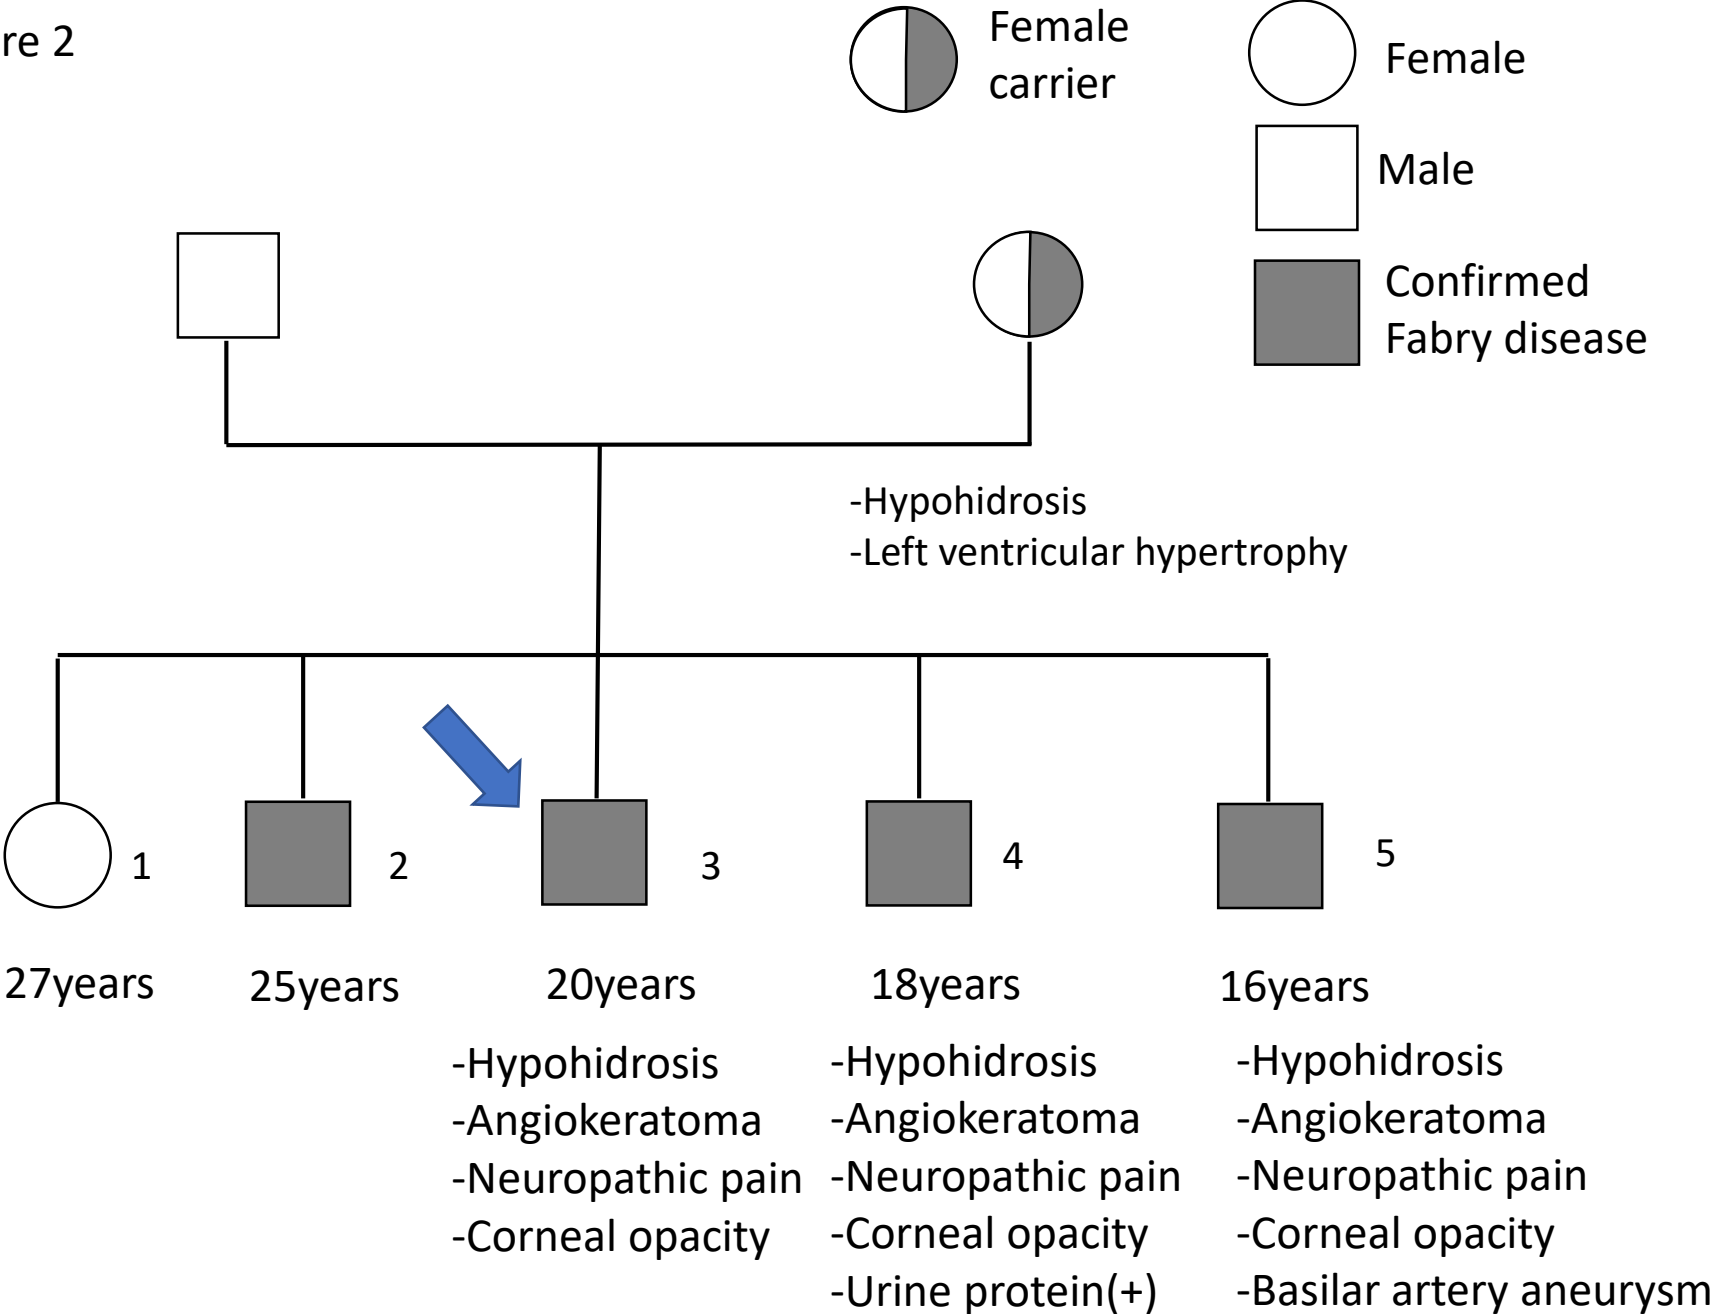 re 2
Female
carrier
Female
Male
Confirmed
Fabry disease
-Hypohidrosis
-Left ventricular hypertrophy
1
2
3
4
5
27years
25years
20years
18years
16years
-Hypohidrosis
-Angiokeratoma
-Neuropathic pain
-Corneal opacity
-Hypohidrosis
-Angiokeratoma
-Neuropathic pain
-Corneal opacity
-Urine protein(+)
-Hypohidrosis
-Angiokeratoma
-Neuropathic pain
-Corneal opacity
-Basilar artery aneurysm